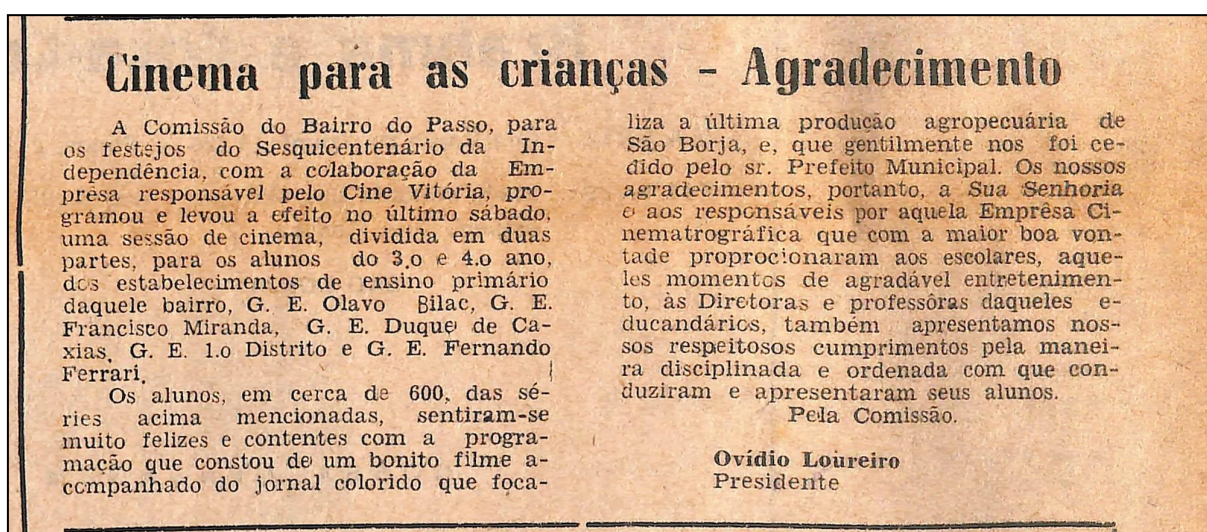 Cinema para as crianças - Agradecimento
A Comissão do Bairro do Passo, para
os festejos do Sesquicentenário da In-
dependência, com a colaboração da Em-
prêsa responsável pelo Cine Vitória, pro-
gramou e levou a efeito no último sábado,
uma sessão de cinema, dividida em duas
partes, para os alunos do 3.o e 4.o ano,
dos estabelecimentos de ensino primário
daquele bairro, G. E. Olavo Bilac, G. E.
Francisco Miranda, G. E. Duque de Ca-
xias, G. E. 1.o Distrito e G. E. Fernando
Ferrari.
Os alunos, em cerca de 600, das sé-
ries acima mencionadas, sentiram-se
muito felizes e contentes com a progra-
mação que constou de um bonito filme a-
companhado do jornal colorido que foca-
liza a última produção agropecuária de
São Borja, e, que gentilmente nos foi ce-
dido pelo sr. Prefeito Municipal. Os nossos
agradecimentos, portanto, a Sua Senhoria
e aos responsáveis por aquela Emprêsa Ci-
nematrográfica que com a maior boa von-
tade proprocionaram aos escolares, aque-
les momentos de agradável entretenimen-
to, às Diretoras e professôras daqueles e-
ducandários, também apresentamos nos-
sos respeitosos cumprimentos pela manei-
ra disciplinada e ordenada com que con-
duziram e apresentaram seus alunos.
Pela Comissão.
Ovídio Loureiro
Presidente